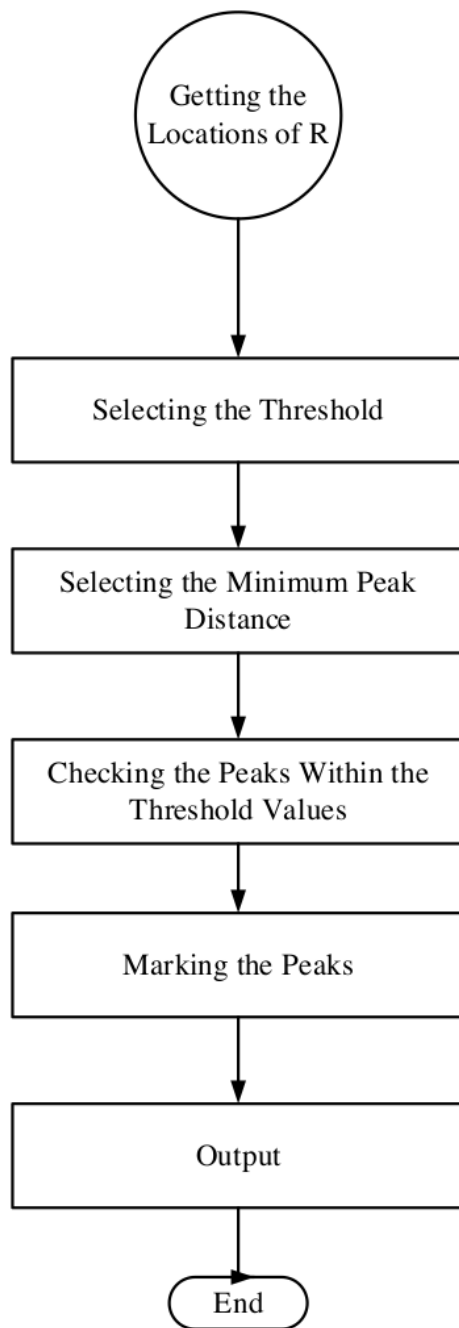 Getting the
Locations of R
Selecting the Threshold
Selecting the Minimum Peak
Distance
Checking the Peaks Within the
Threshold Values
Marking the Peaks
Output
End